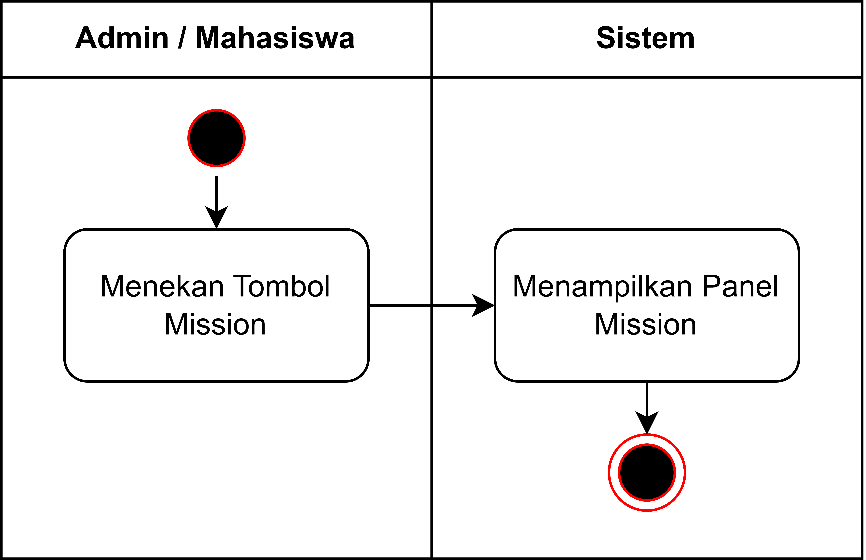 Admin / Mahasiswa
Sistem
Menekan Tombol
Mission
Menampilkan Panel
Mission